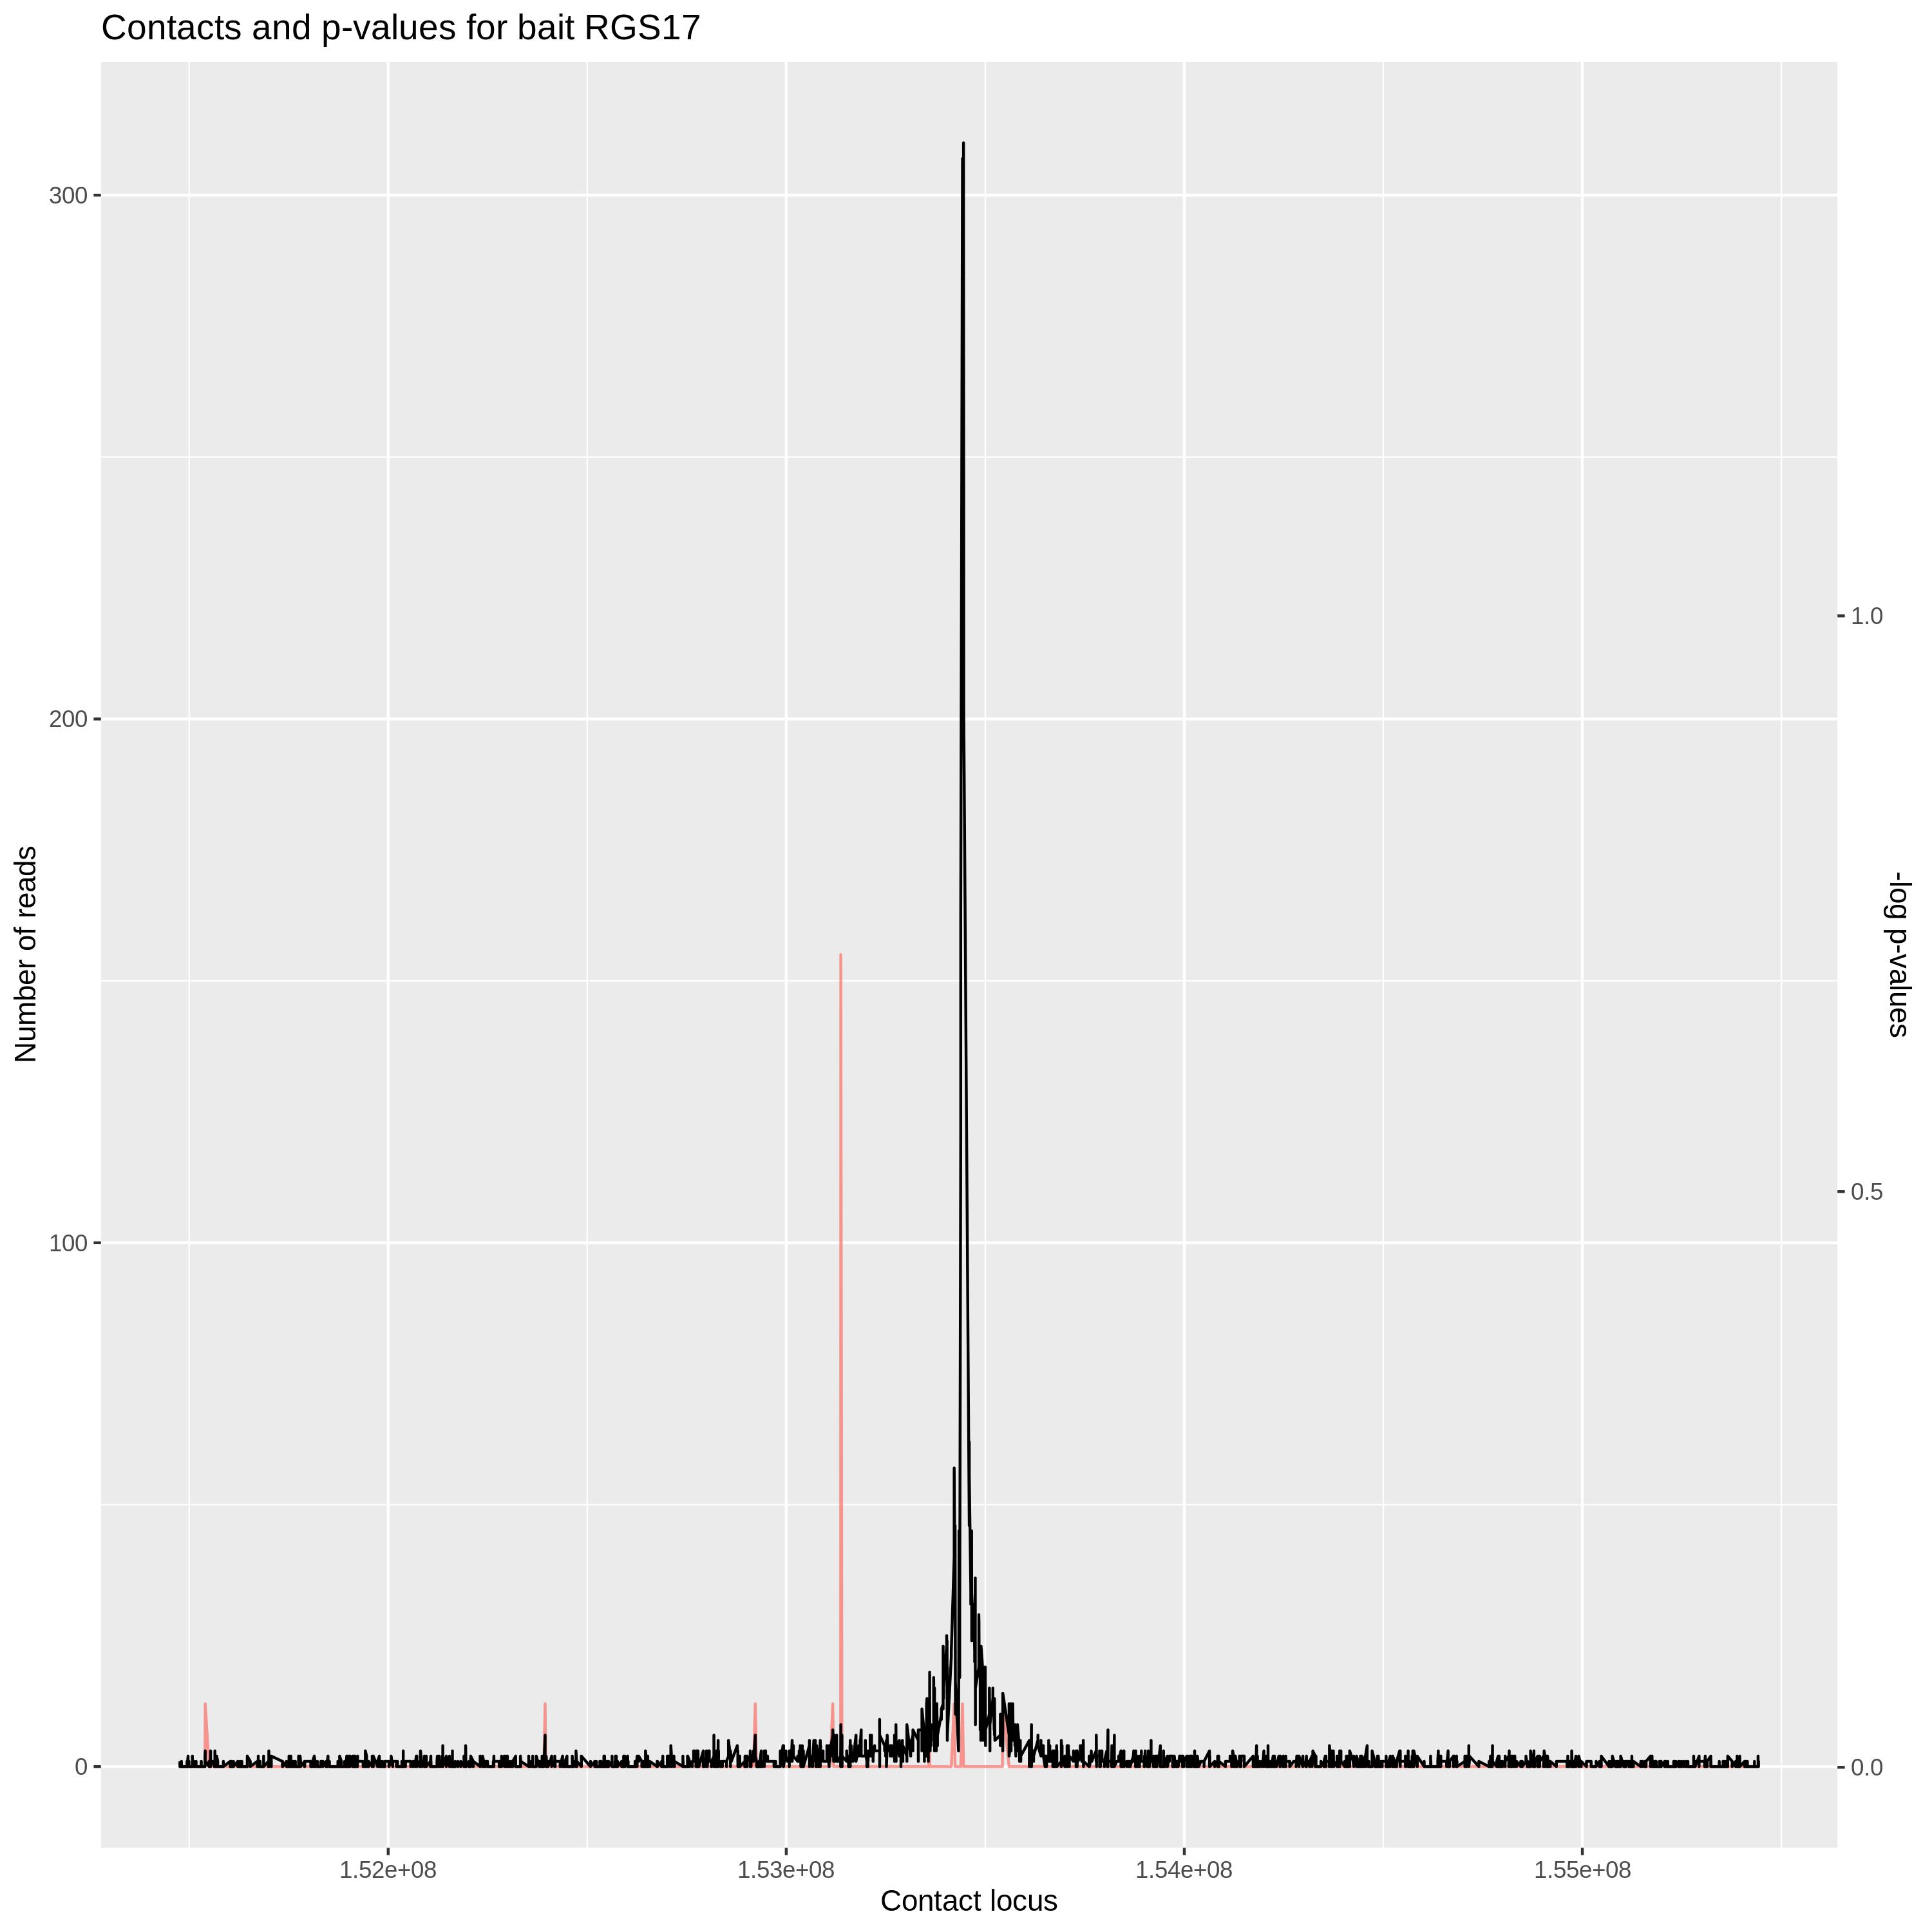 Contacts and p-values for bait RGS17
300
200
100
0
Number of reads
1.0
0.5
0.0
-log p-values
1.52e+08
1.53e+08
1.54e+08
1.55e+08
Contact locus